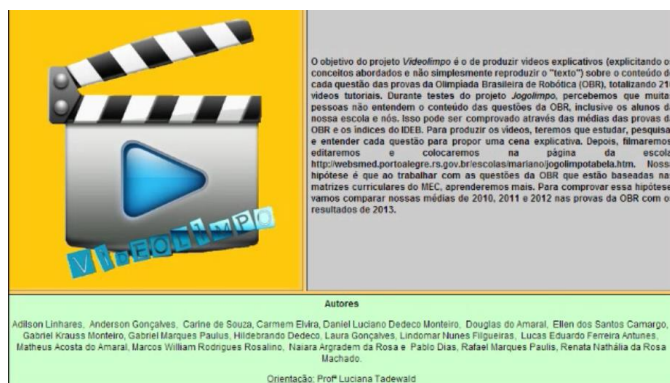 VIDEOLIMPO
O objetivo do projeto Videolimpo é o de produzir vídeos explicativos (explicitando o
conceitos abordados e não simplesmente reproduzir o "texto") sobre o conteúdo d
cada questão das provas da Olimpíada Brasileira de Robótica (OBR), totalizando 21
vídeos tutoriais. Durante testes do projeto Jogolimpo, percebemos que muita
pessoas não entendem o conteúdo das questões da OBR, inclusive os alunos d
nossa escola e nós. Isso pode ser comprovado através das médias das provas d
OBR e os índices do IDEB. Para produzir os vídeos, teremos que estudar, pesquisa
e entender cada questão para propor uma cena explicativa. Depois, filmaremos
editaremos e colocaremos na página da escola
http://websmed.portoalegre.rs.gov.br/escolas/mariano/jogolimpotabela.htm. Noss
hipótese é que ao trabalhar com as questões da OBR que estão baseadas na
matrizes curriculares do MEC, aprenderemos mais. Para comprovar essa hipótese
vamos comparar nossas médias de 2010, 2011 e 2012 nas provas da OBR com o
resultados de 2013.
Autores
Adilson Linhares, Anderson Gonçalves, Carine de Souza, Carmem Elvira, Daniel Luciano Dedeco Monteiro, Douglas do Amaral, Ellen dos Santos Camargo,
Gabriel Krauss Monteiro, Gabriel Marques Paulus, Hildebrando Dedeco, Laura Gonçalves, Lindomar Nunes Filgueiras, Lucas Eduardo Ferreira Antunes,
Matheus Acosta do Amaral, Marcos William Rodrigues Rosalino, Naiara Argradem da Rosa e Pablo Dias, Rafael Marques Paulis, Renata Nathália da Rosa
Machado.
Orientação: Profª Luciana Tadewald